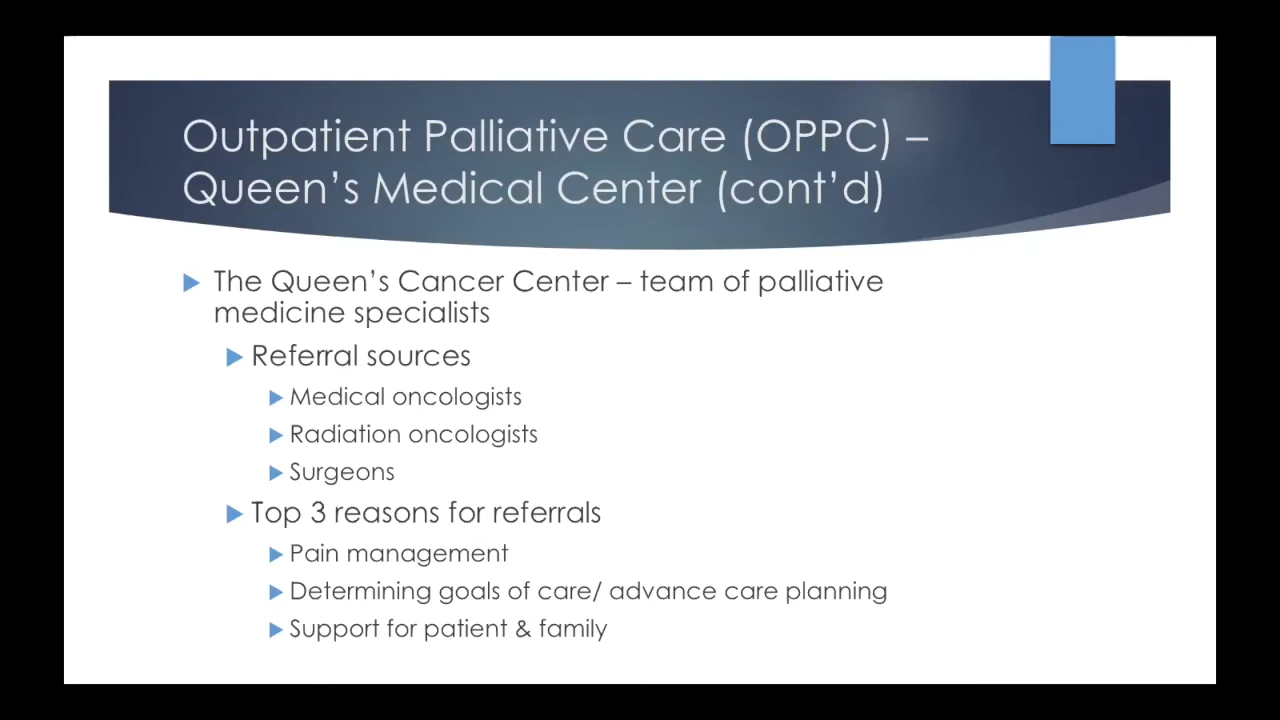 Outpatient Palliative Care (OPPC) –
Queen’s Medical Center (cont’d)
The Queen’s Cancer Center – team of palliative
medicine specialists
Referral sources
Medical oncologists
Radiation oncologists
Surgeons
Top 3 reasons for referrals
Pain management
Determining goals of care/ advance care planning
Support for patient & family